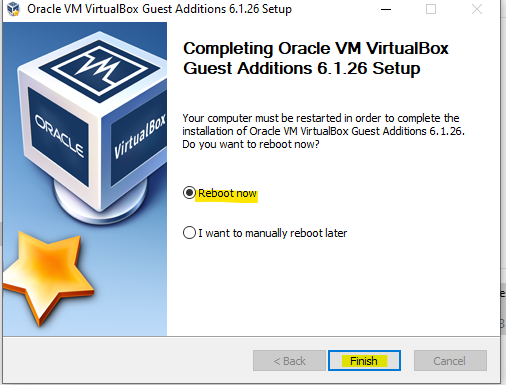 Oracle VM VirtualBox Guest Additions 6.1.26 Setup
Completing Oracle VM VirtualBox
Guest Additions 6.1.26 Setup
Your computer must be restarted in order to complete the
installation of Oracle VM VirtualBox Guest Additions 6.1.26.
Do you want to reboot now?
Reboot now
I want to manually reboot later
ORACLE
VirtualBox
< Back
Finish
Cancel